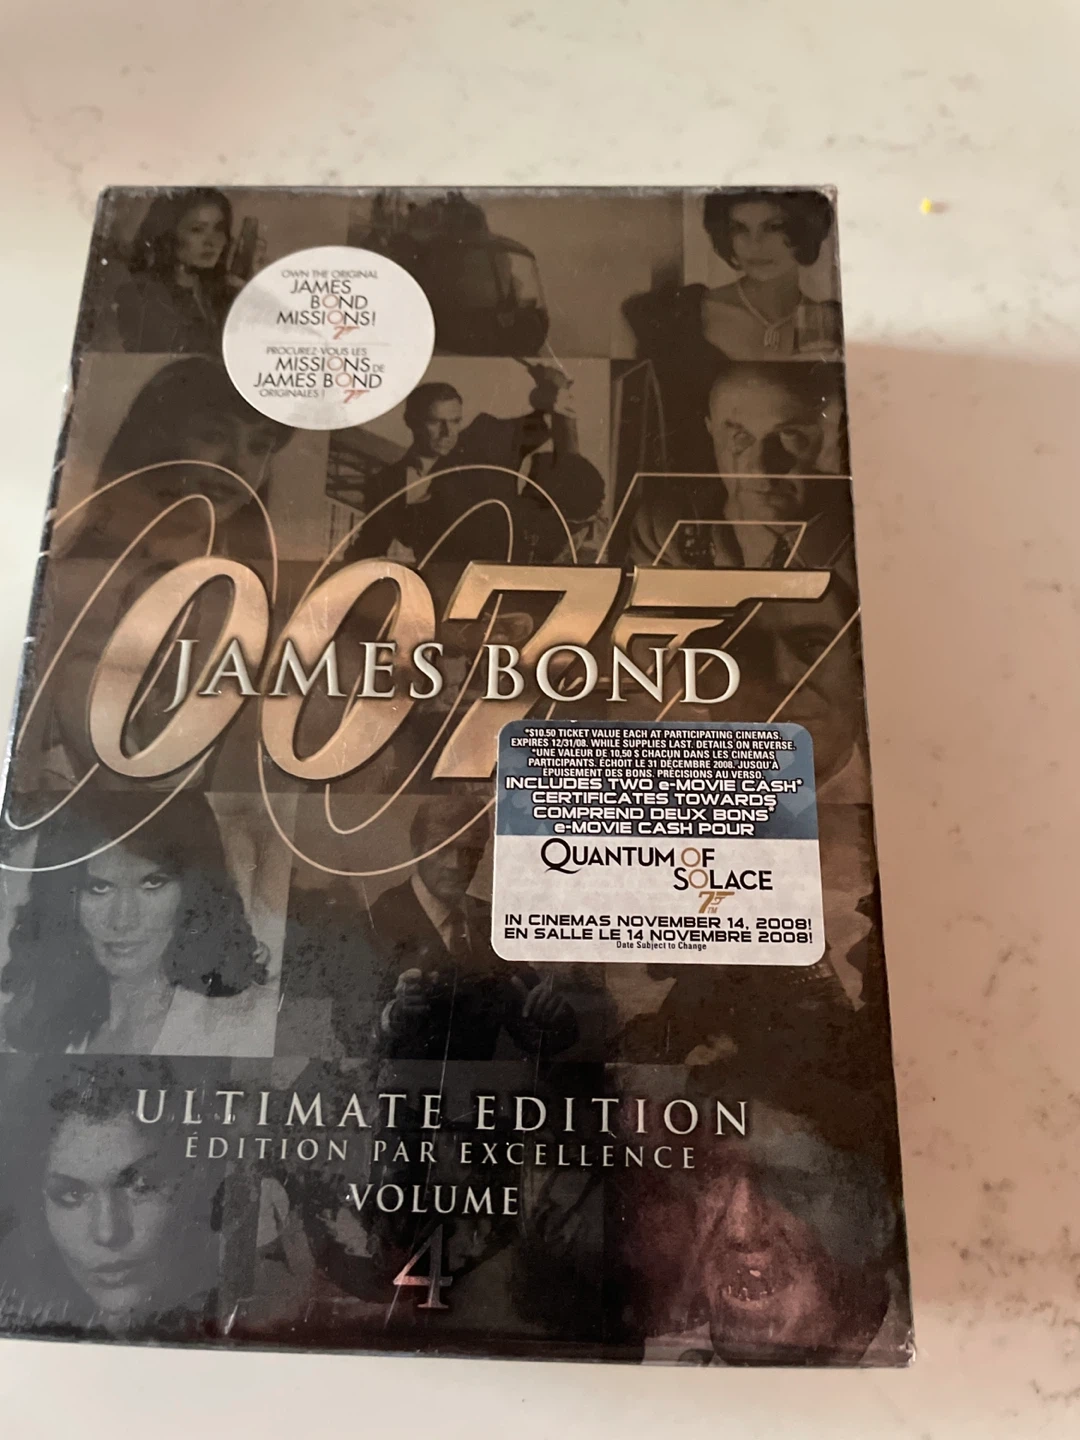 OWN THE ORIGINAL
JAMES
BOND
MISSIONS!
007
PROCUREZ-VOUS LES
MISSIONS DE
JAMES BOND
ORIGINALES !
007
JAMES BOND
*$10.50 TICKET VALUE EACH AT PARTICIPATING CINEMAS.
EXPIRES 12/31/08. WHILE SUPPLIES LAST. DETAILS ON REVERSE.
*UNE VALEUR DE 10,50 $ CHACUN DANS LES CINÉMAS
PARTICIPANTS. ÉCHOIT LE 31 DÉCEMBRE 2008. JUSQU'À
ÉPUISEMENT DES BONS. PRÉCISIONS AU VERSO.
INCLUDES TWO e-MOVIE CASH*
CERTIFICATES TOWARDS
COMPREND DEUX BONS*
e-MOVIE CASH POUR
QUANTUM OF
SOLACE
7™
IN CINEMAS NOVEMBER 14, 2008!
EN SALLE LE 14 NOVEMBRE 2008!
Date Subject to Change
ULTIMATE EDITION
ÉDITION PAR EXCELLENCE
VOLUME
4